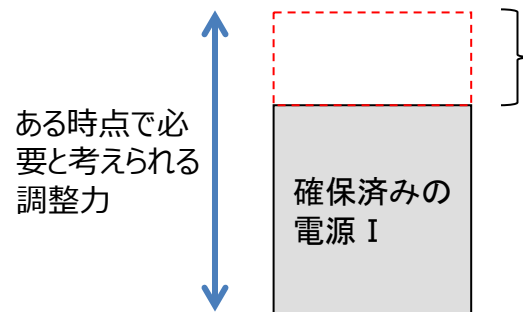 ある時点で必
要と考えられる
調整力
確保済みの
電源Ⅰ